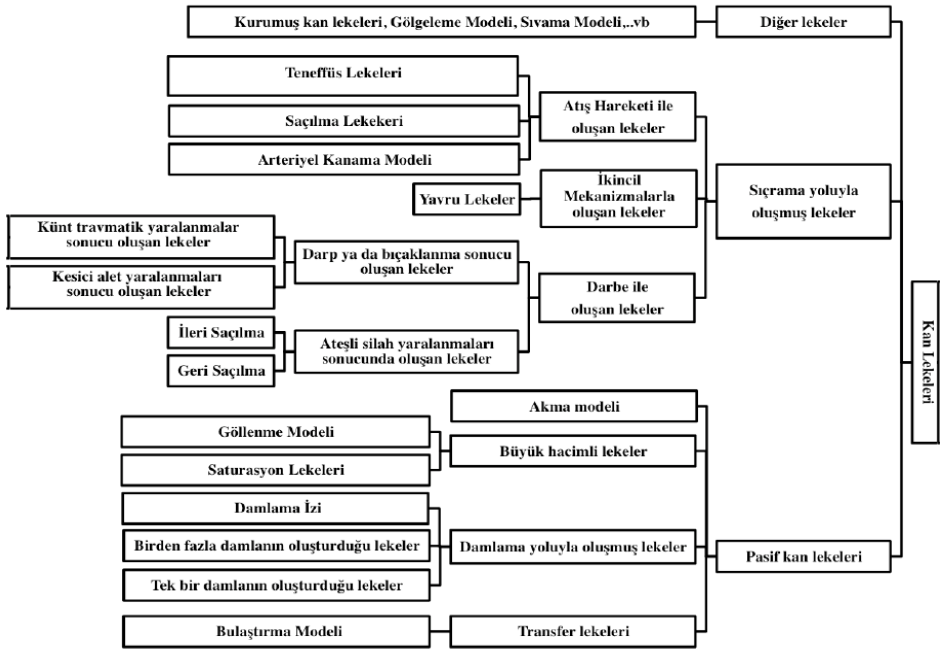 Kurumuş kan lekeleri, Gölgeleme Modeli, Sıvama Modeli,..vb
Diğer lekeler
Teneffüs Lekeleri
Saçılma Lekekeri
Arteriyel Kanama Modeli
Atış Hareketi ile
oluşan lekeler
Yavru Lekeler
İkincil
Mekanizmalarla
oluşan lekeler
Sıçrama yoluyla
oluşmuş lekeler
Künt travmatik yaralanmalar
sonucu oluşan lekeler
Kesici alet yaralanmaları
sonucu oluşan lekeler
Darp ya da bıçaklanma sonucu
oluşan lekeler
Darbe ile
oluşan lekeler
İleri Saçılma
Geri Saçılma
Ateşli silah yaralanmaları
sonucunda oluşan lekeler
Kan Lekeleri
Akma modeli
Göllenme Modeli
Saturasyon Lekeleri
Büyük hacimli lekeler
Damlama İzi
Birden fazla damlanın oluşturduğu lekeler
Tek bir damlanın oluşturduğu lekeler
Damlama yoluyla oluşmuş lekeler
Pasif kan lekeleri
Bulaştırma Modeli
Transfer lekeleri